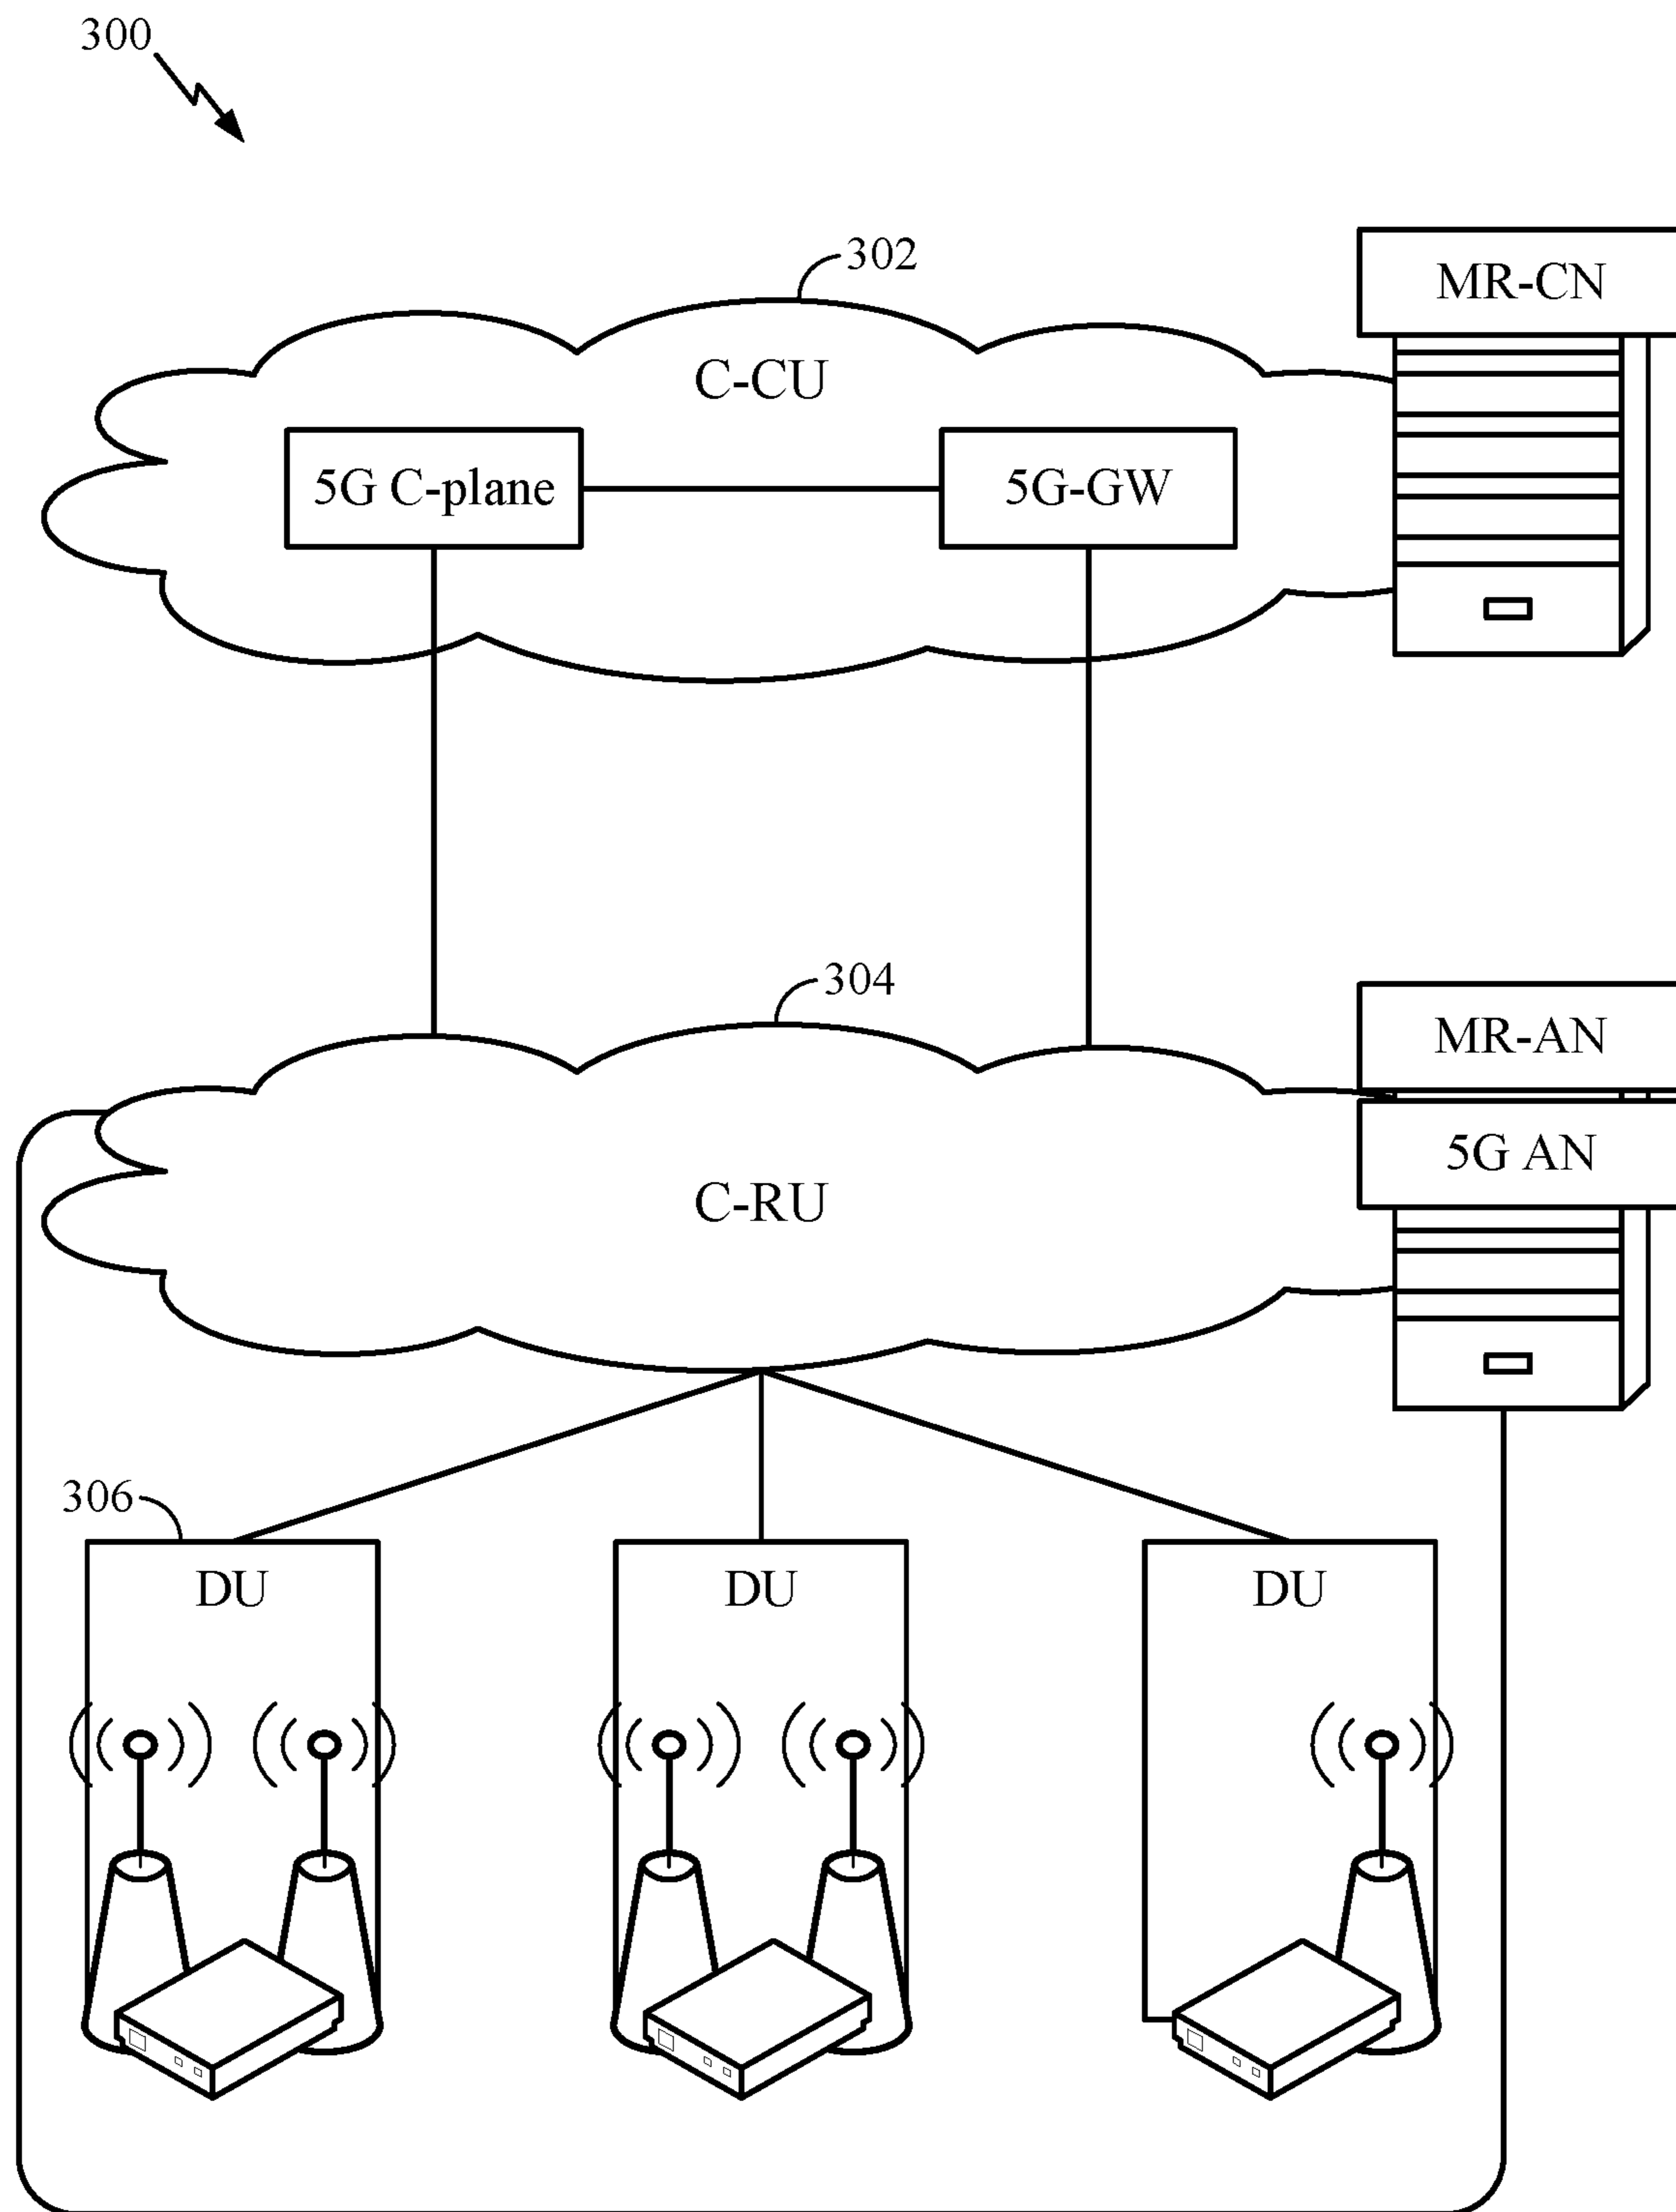 300
302
MR-CN
C-CU
5G C-plane
5G-GW
304
MR-AN
5G AN
C-RU
306
DU
DU
DU